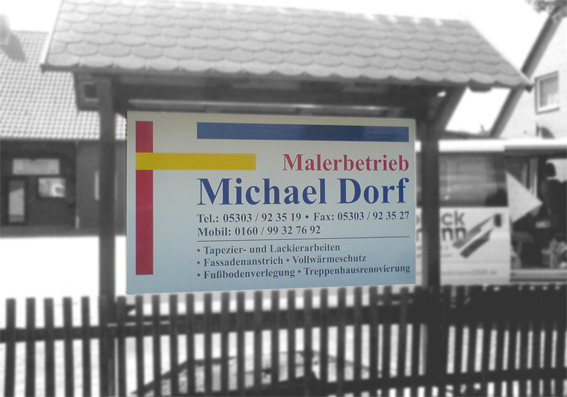 Malerbetrieb
Michael Dorf
Tel.: 05303 / 92 35 19 • Fax: 05303 / 92 35 27
Mobil: 0160 / 99 32 76 92
• Tapezier- und Lackierarbeiten
• Fassadenanstrich • Vollwärmeschutz
• Fußbodenverlegung • Treppenhausrenovierung